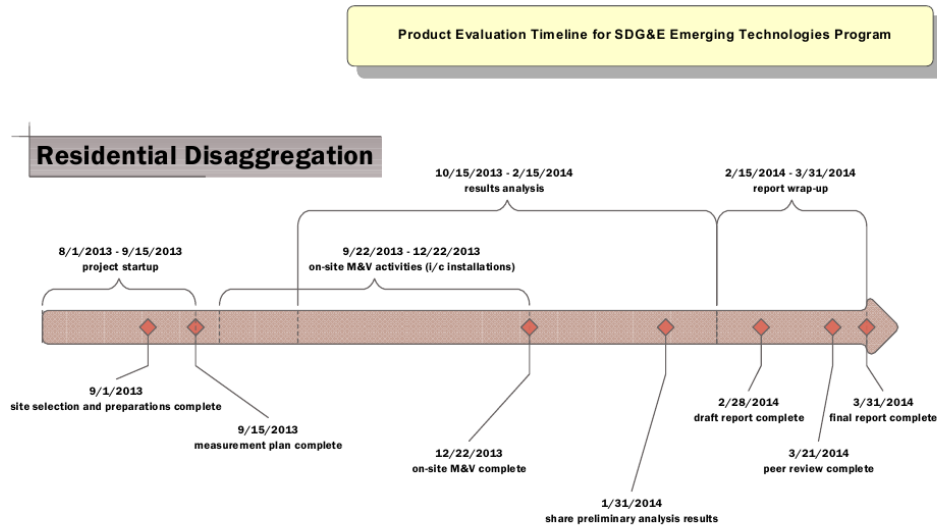 Product Evaluation Timeline for SDG&E Emerging Technologies Program
Residential Disaggregation
10/15/2013 - 2/15/2014
results analysis
2/15/2014 - 3/31/2014
report wrap-up
8/1/2013 - 9/15/2013
project startup
9/22/2013 - 12/22/2013
on-site M&V activities (i/c installations)
9/1/2013
site selection and preparations complete
9/15/2013
measurement plan complete
12/22/2013
on-site M&V complete
1/31/2014
share preliminary analysis results
2/28/2014
draft report complete
3/21/2014
peer review complete
3/31/2014
final report complete